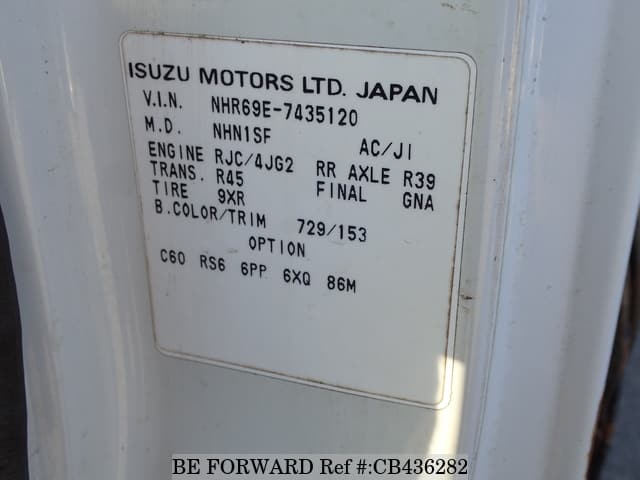 ISUZU MOTORS LTD. JAPAN
V.I.N. NHR69E-7435120
M.D. NHN1SF AC/JI
ENGINE RJC/4JG2 RR AXLE R39
TRANS. R45 FINAL GNA
TIRE 9XR
B.COLOR/TRIM 729/153
OPTION
C60 RS6 6PP 6XQ 86M
BE FORWARD Ref #:CB436282